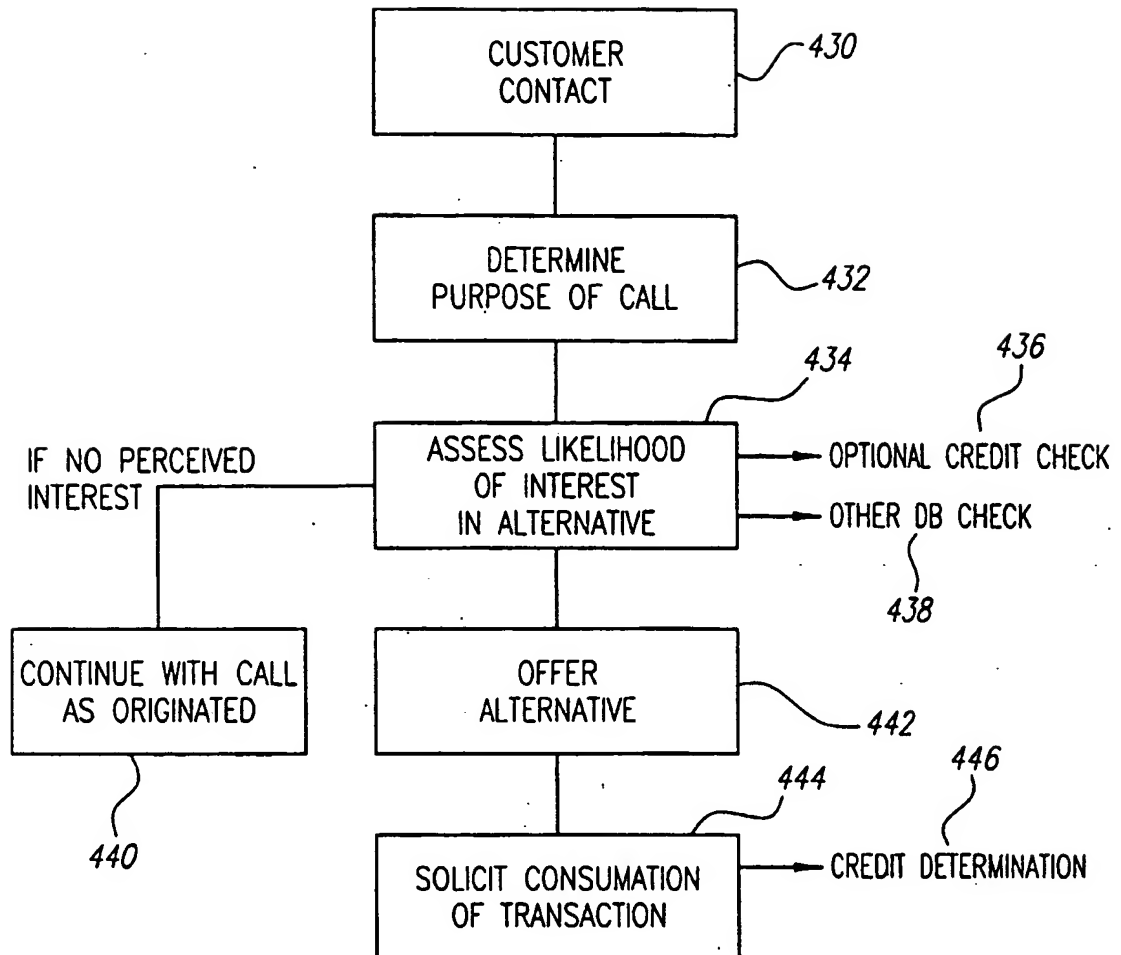 CUSTOMER
CONTACT
430
DETERMINE
PURPOSE OF CALL
432
434
436
IF NO PERCEIVED
INTEREST
ASSESS LIKELIHOOD
OF INTEREST
IN ALTERNATIVE
OPTIONAL CREDIT CHECK
OTHER DB CHECK
438
CONTINUE WITH CALL
AS ORIGINATED
440
OFFER
ALTERNATIVE
442
444
446
SOLICIT CONSUMATION
OF TRANSACTION
CREDIT DETERMINATION